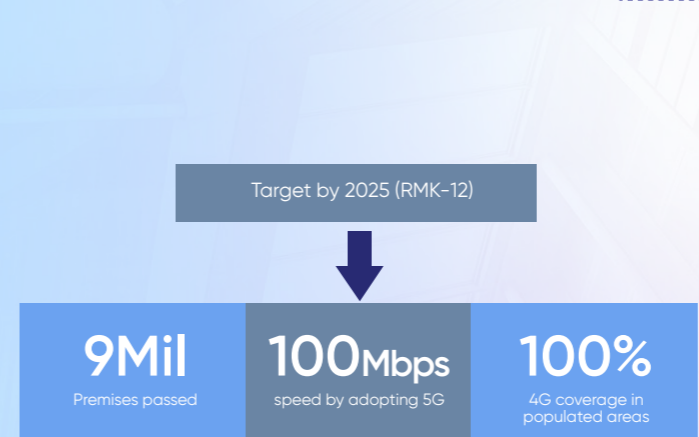 Target by 2025 (RMK-12)
9Mil
Premises passed
100Mbps
speed by adopting 5G
100%
4G coverage in
populated areas